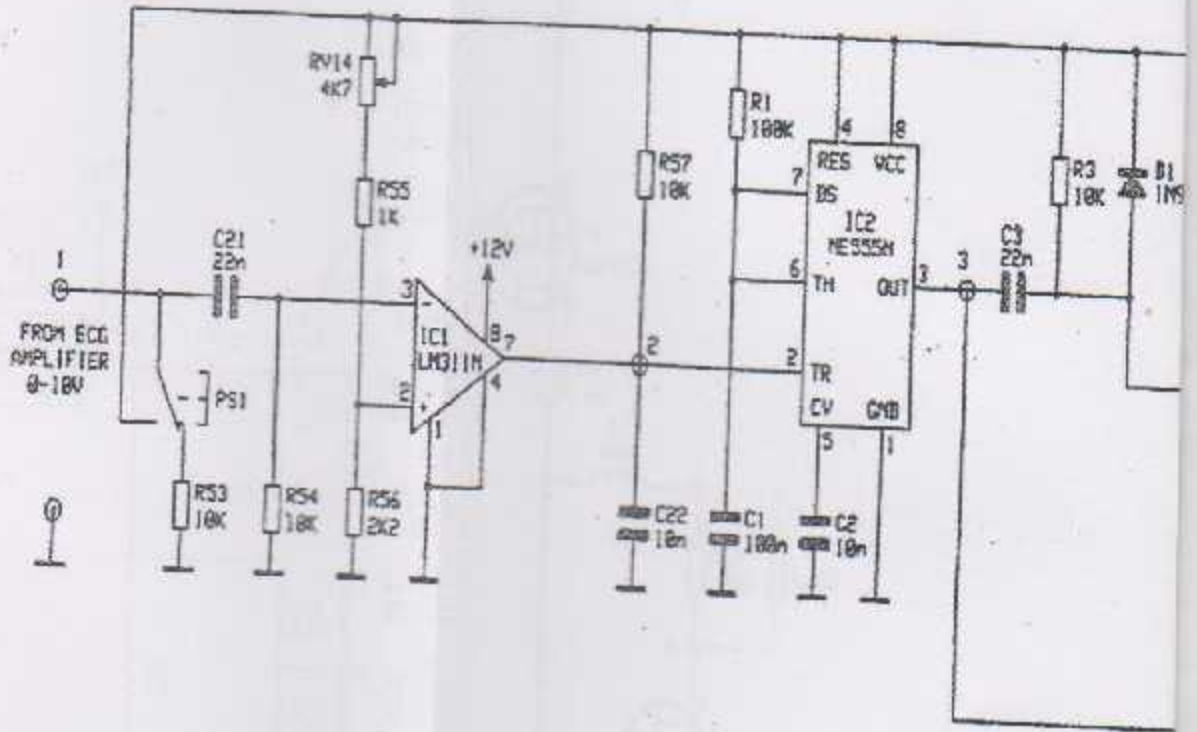 RV14
4K7
R55
1K
C21
22n
1
FROM ECG
AMPLIFIER
0-10V
PS1
R53
10K
R54
10K
R56
2K2
+12V
3
-
IC1
LM311N
8
7
4
2
+
1
2
R57
10K
C22
10n
R1
100K
C1
100n
4
8
RES
VCC
7
DS
IC2
NE555N
6
TH
OUT
3
2
TR
CV
GND
5
1
C2
10n
3
C3
22n
R3
10K
D1